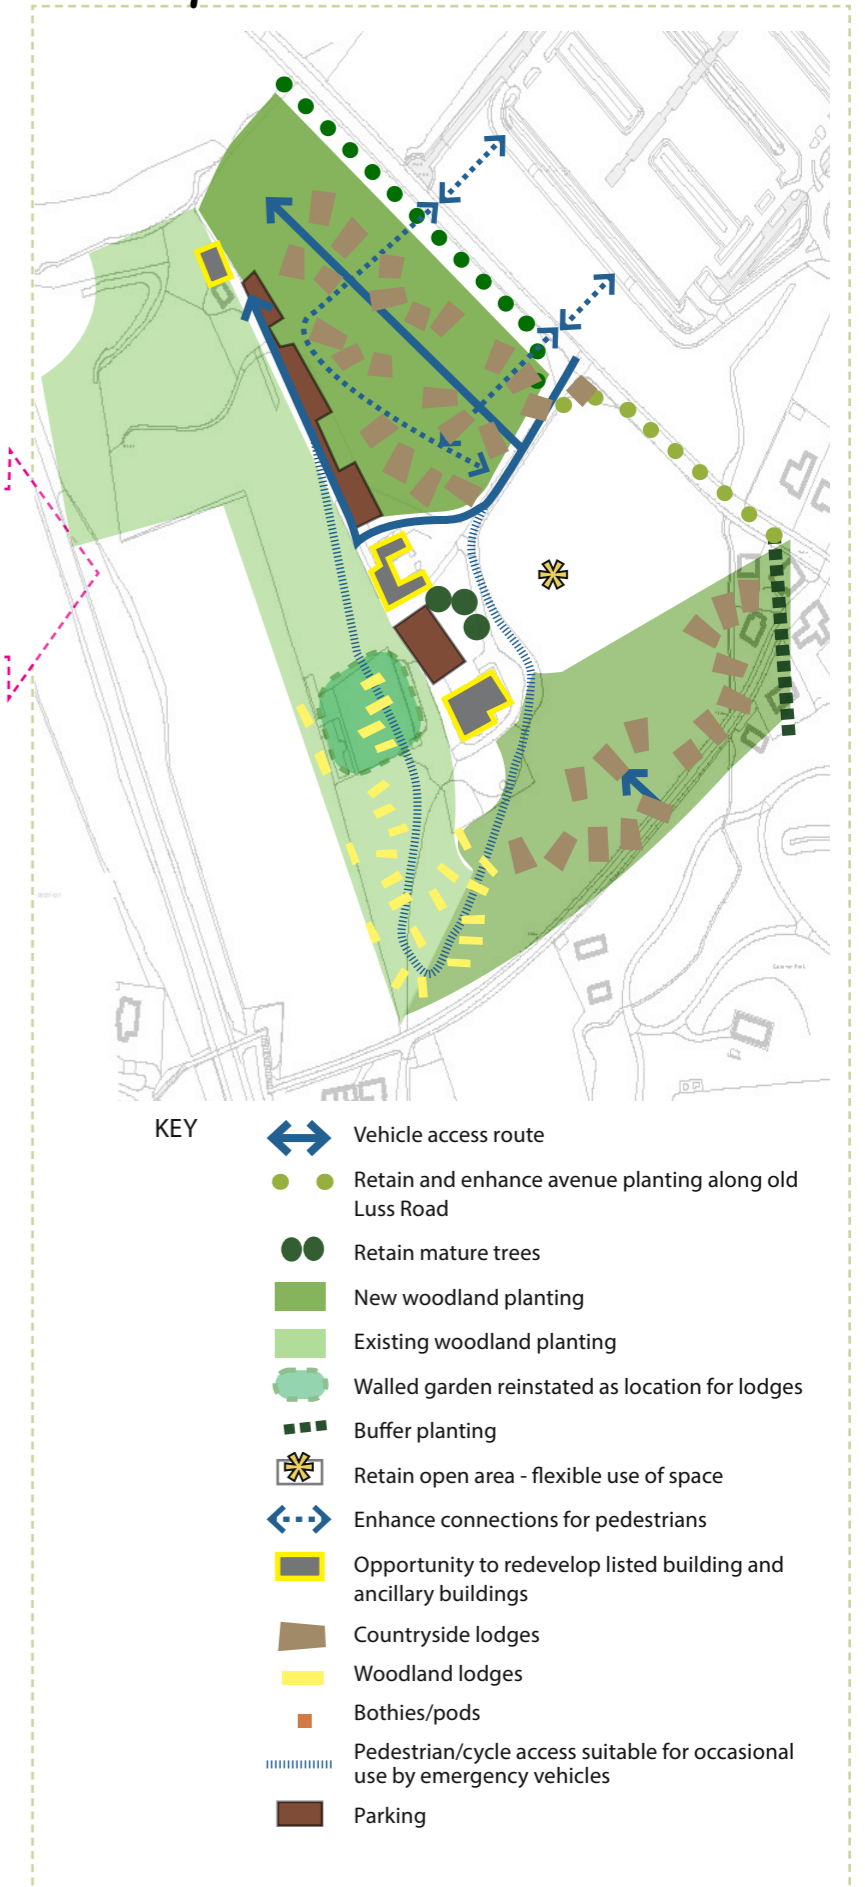 KEY
Vehicle access route
Retain and enhance avenue planting along old
Luss Road
Retain mature trees
New woodland planting
Existing woodland planting
Walled garden reinstated as location for lodges
Buffer planting
Retain open area - flexible use of space
Enhance connections for pedestrians
Opportunity to redevelop listed building and
ancillary buildings
Countryside lodges
Woodland lodges
Bothies/pods
Pedestrian/cycle access suitable for occasional
use by emergency vehicles
Parking